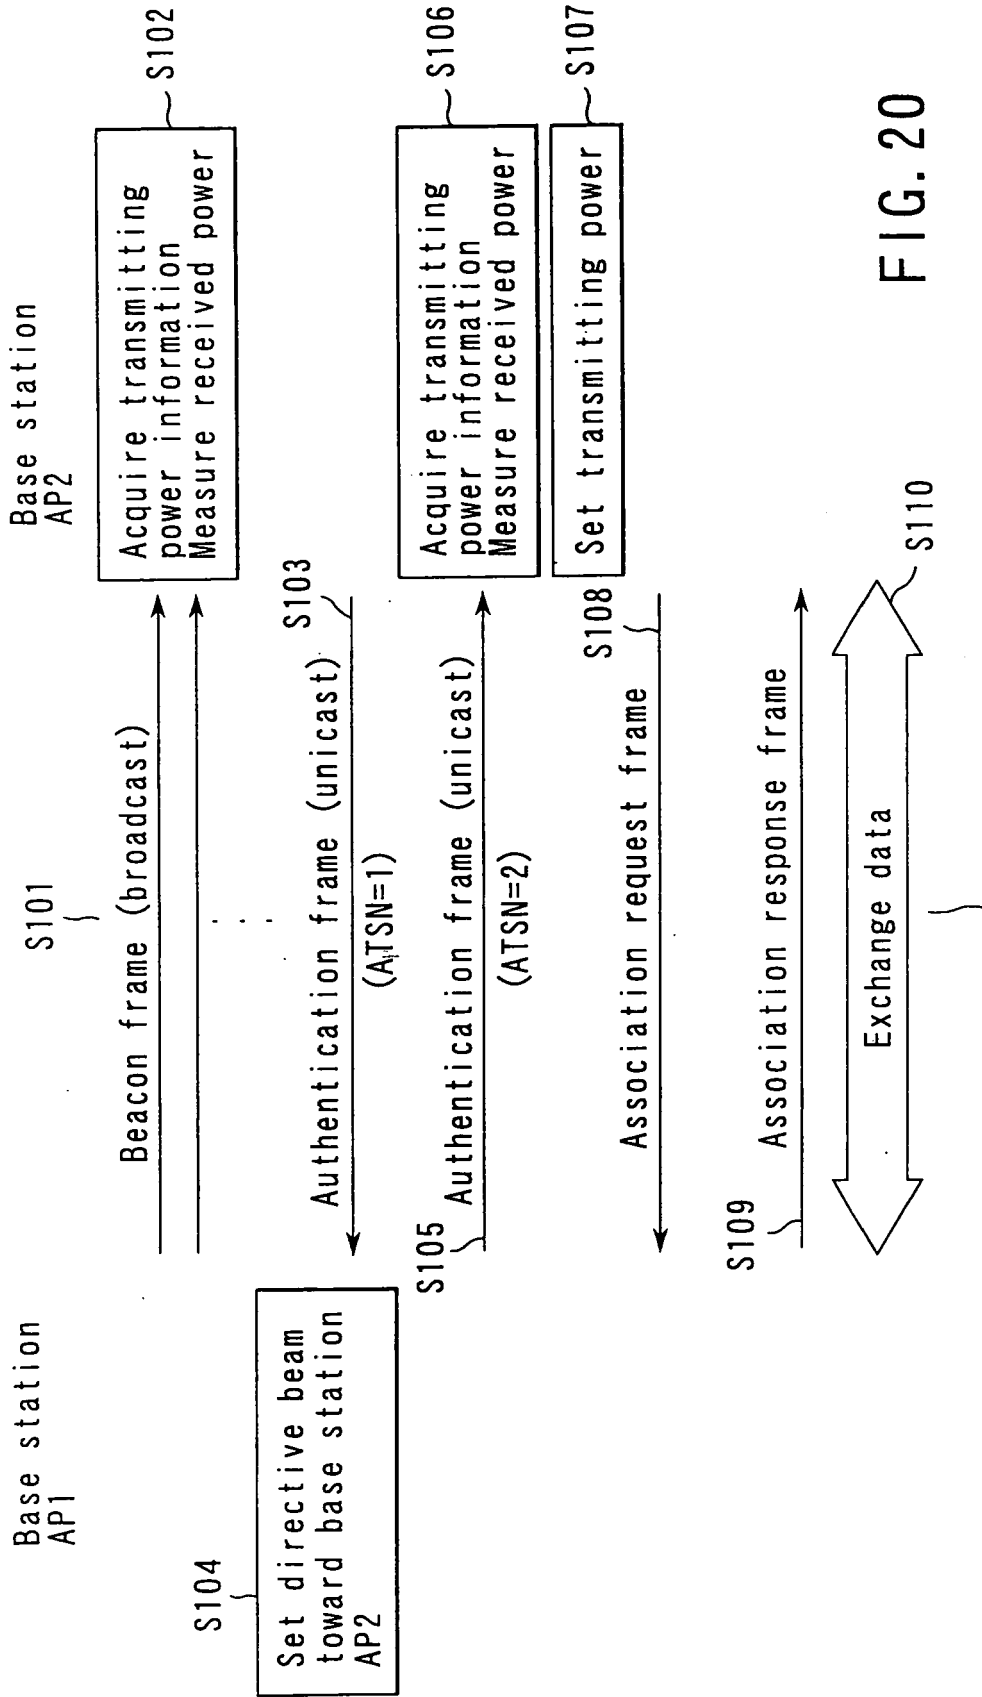 Base station
AP1
Base station
AP2
S101
Beacon frame (broadcast)
Acquire transmitting
power information
Measure received power
S102
S103
Authentication frame (unicast)
(ATSN=1)
S104
Set directive beam
toward base station
AP2
S105
Authentication frame (unicast)
(ATSN=2)
Acquire transmitting
power information
Measure received power
S106
Set transmitting power
S107
S108
Association request frame
S109
Association response frame
Exchange data
S110
FIG. 20